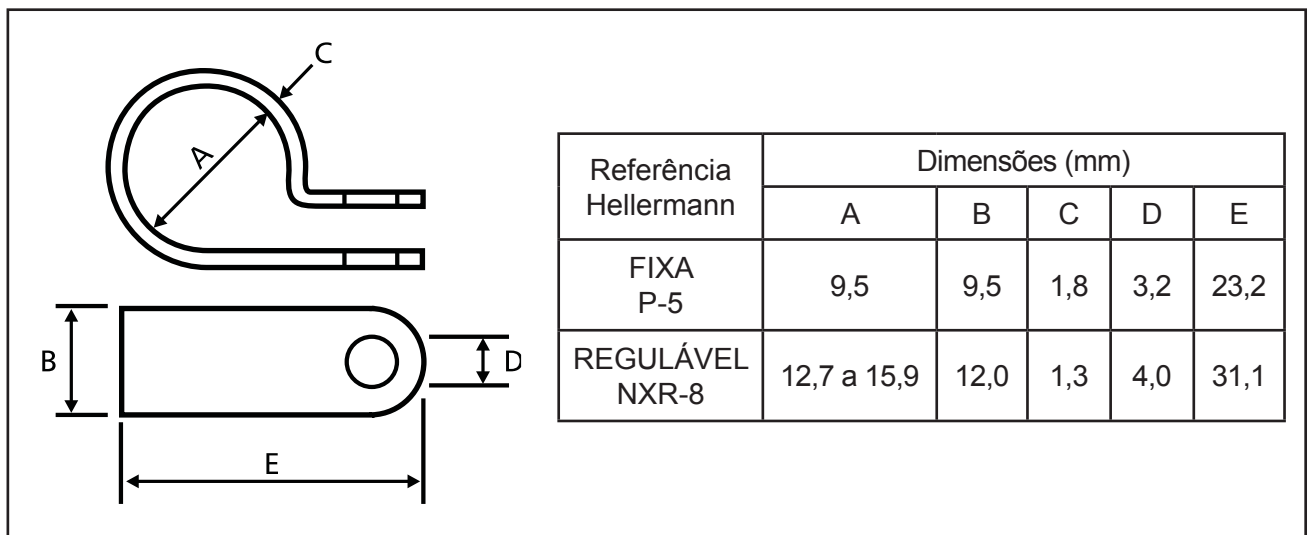 C
A
B
D
E
Referência
Hellermann
Dimensões (mm)
A B C D E
FIXA
P-5
9,5 9,5 1,8 3,2 23,2
REGULÁVEL
NXR-8
12,7 a 15,9 12,0 1,3 4,0 31,1